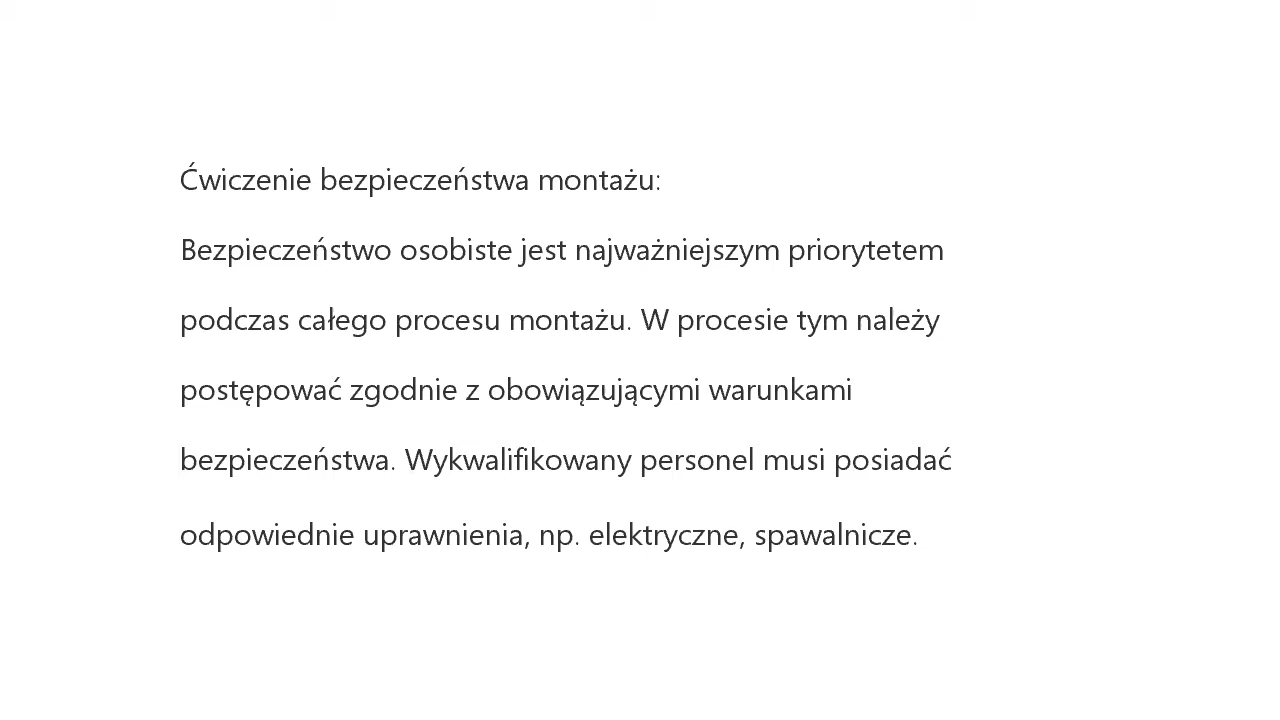 Ćwiczenie bezpieczeństwa montażu:
Bezpieczeństwo osobiste jest najważniejszym priorytetem
podczas całego procesu montażu. W procesie tym należy
postępować zgodnie z obowiązującymi warunkami
bezpieczeństwa. Wykwalifikowany personel musi posiadać
odpowiednie uprawnienia, np. elektryczne, spawalnicze.